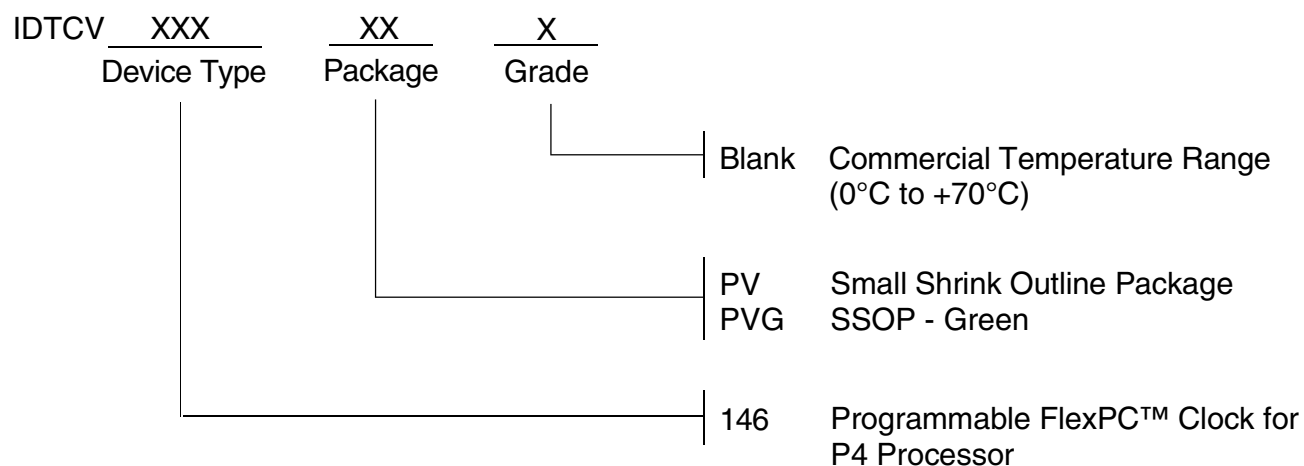 IDTCV XXX XX X
Device Type Package Grade
Blank Commercial Temperature Range
(0°C to +70°C)
PV Small Shrink Outline Package
PVG SSOP - Green
146 Programmable FlexPC™ Clock for
P4 Processor